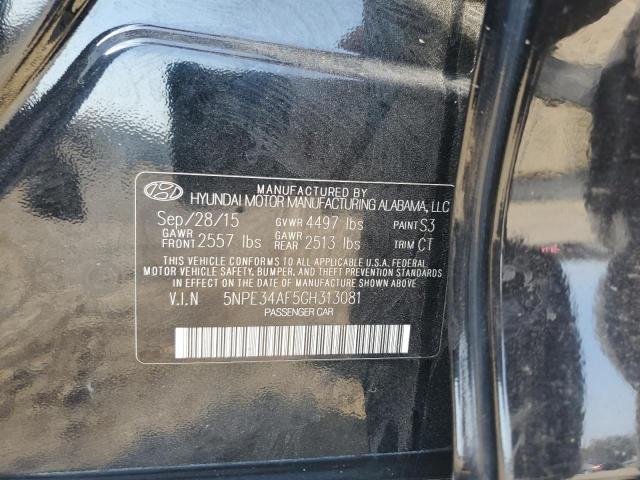 MANUFACTURED BY
HYUNDAI MOTOR MANUFACTURING ALABAMA, LLC
Sep/28/15 GVWR 4497 lbs PAINT S3
GAWR FRONT 2557 lbs GAWR REAR 2513 lbs TRIM CT
THIS VEHICLE CONFORMS TO ALL APPLICABLE FEDERAL
MOTOR VEHICLE SAFETY, BUMPER, AND THEFT PREVENTION STANDARDS
IN EFFECT ON THE DATE OF MANUFACTURE SHOWN ABOVE.
V.I.N 5NPE34AF5GH313081
PASSENGER CAR